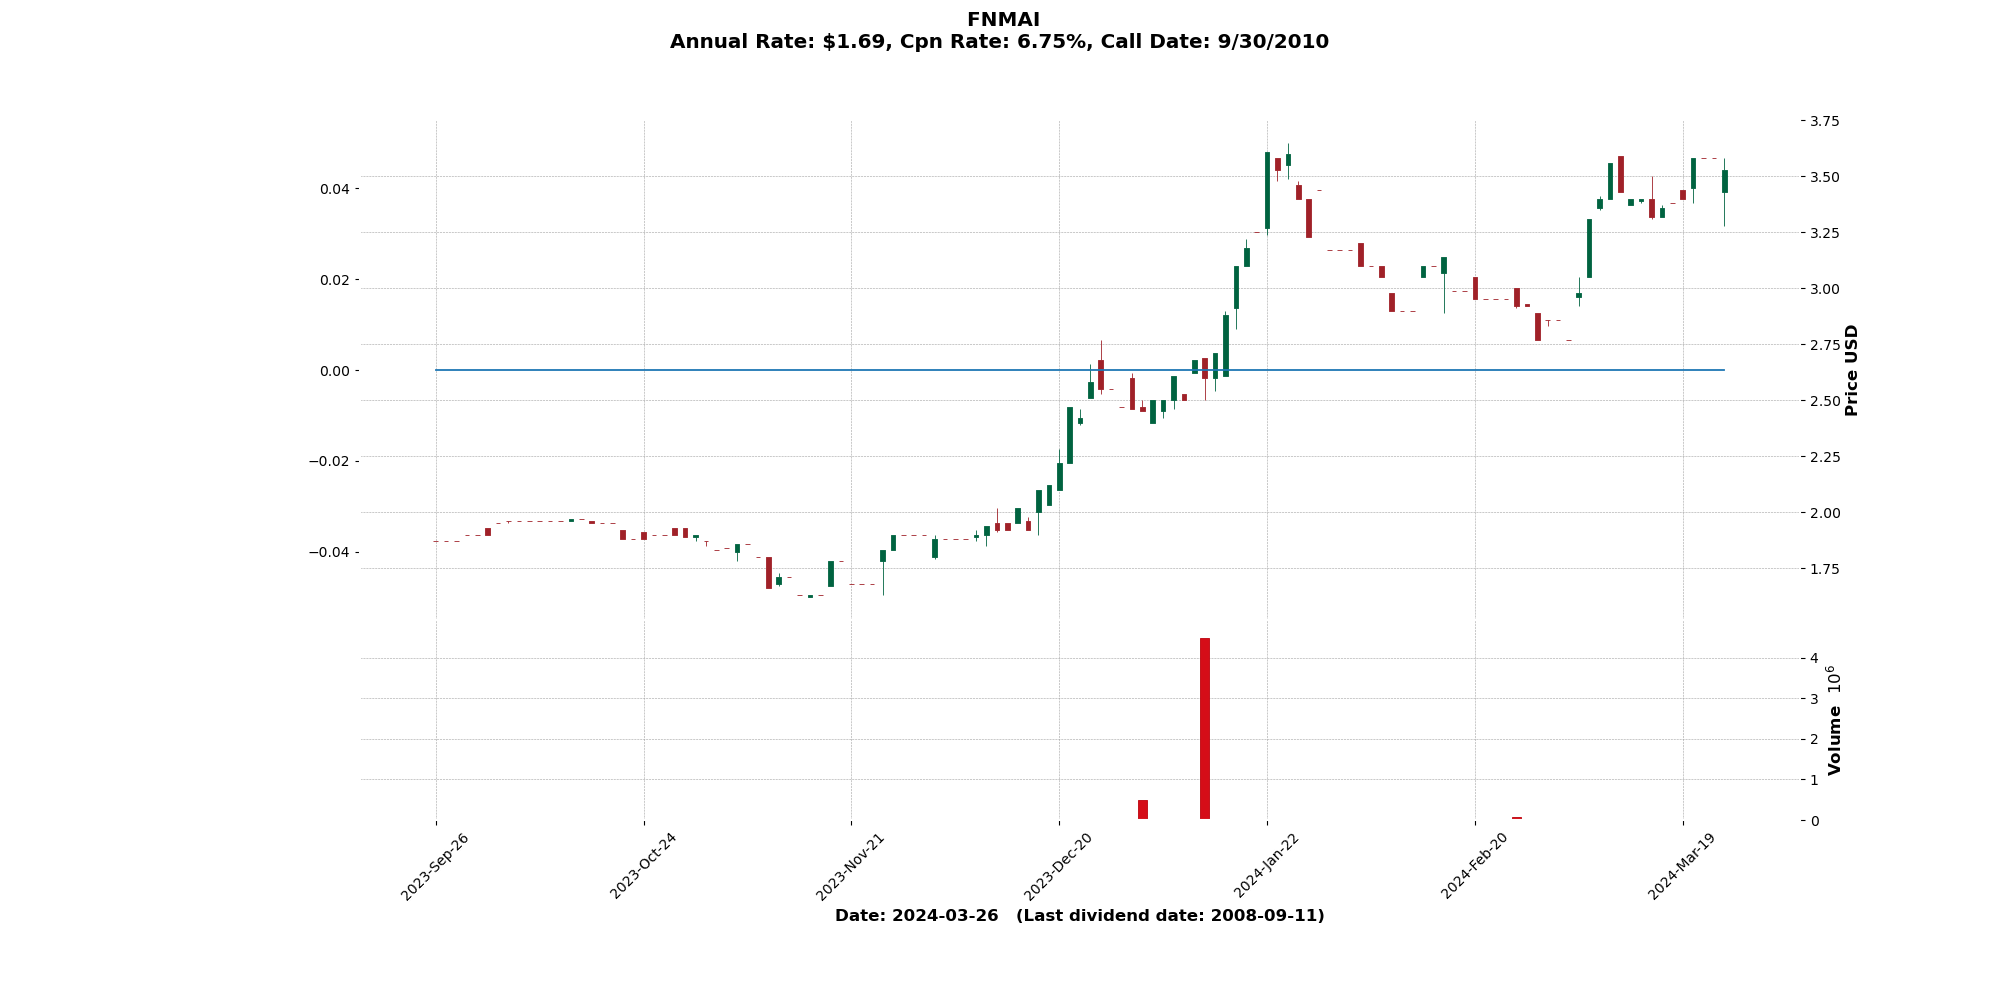 FNMAI
Annual Rate: $1.69, Cpn Rate: 6.75%, Call Date: 9/30/2010
3.75
0.04
3.50
3.25
0.02
3.00
2.75
0.00
2.50
Price USD
−0.02
2.25
2.00
−0.04
1.75
4
3
2
1
0
Volume 10⁶
2023-Sep-26
2023-Oct-24
2023-Nov-21
2023-Dec-20
2024-Jan-22
2024-Feb-20
2024-Mar-19
Date: 2024-03-26 (Last dividend date: 2008-09-11)